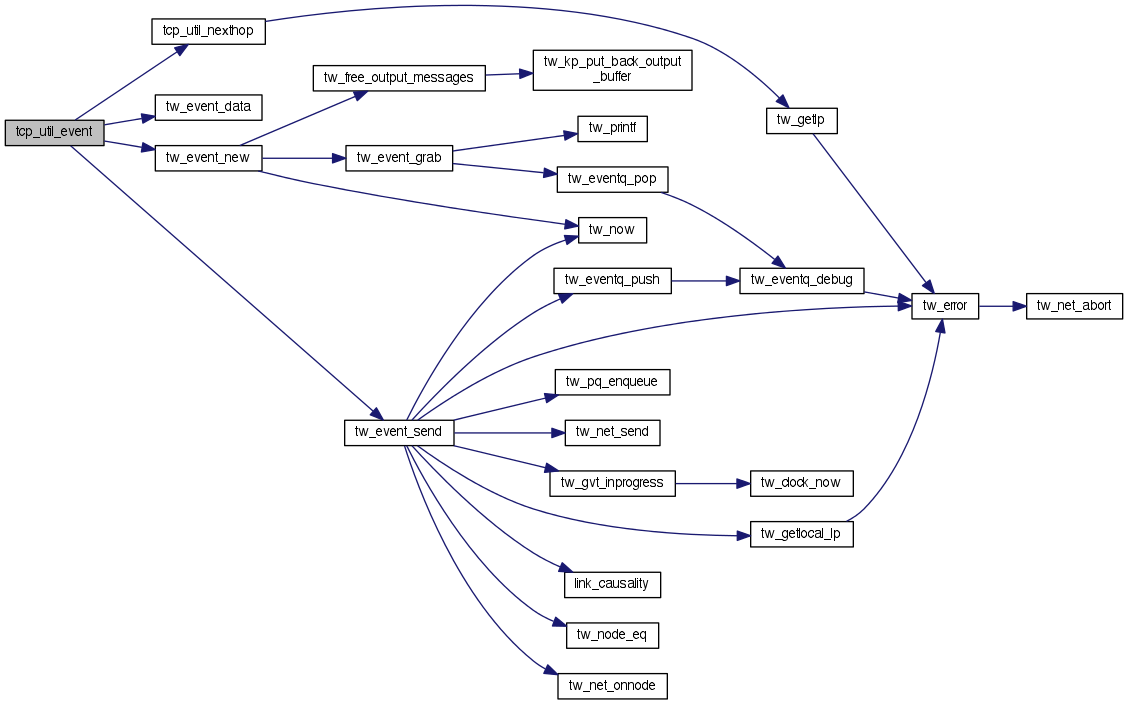 tcp_util_nexthop
tw_free_output_messages
tw_kp_put_back_output
_buffer
tw_event_data
tw_getlp
tcp_util_event
tw_printf
tw_event_new
tw_event_grab
tw_eventq_pop
tw_now
tw_eventq_push
tw_eventq_debug
tw_error
tw_net_abort
tw_pq_enqueue
tw_event_send
tw_net_send
tw_gvt_inprogress
tw_clock_now
tw_getlocal_lp
link_causality
tw_node_eq
tw_net_onnode